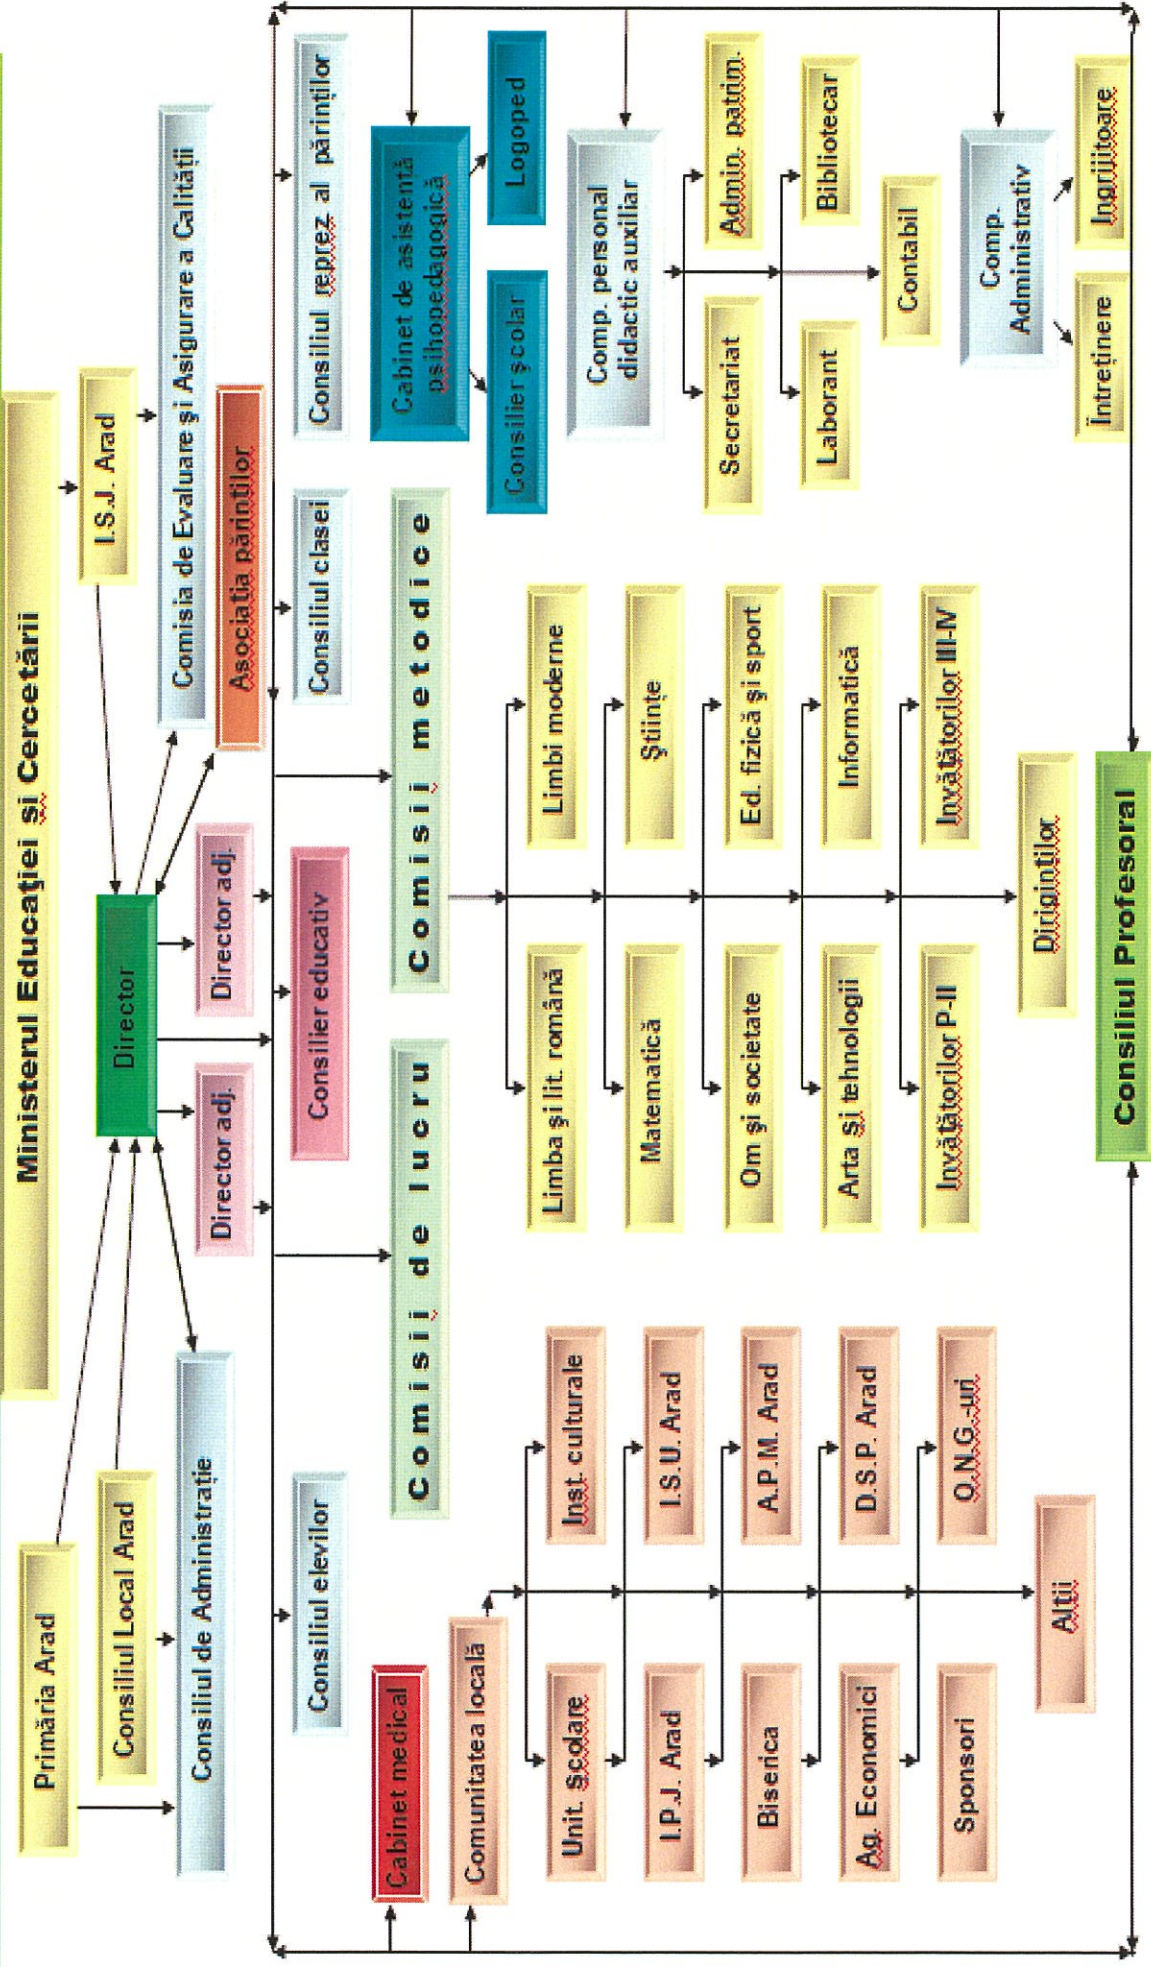 Ministerul Educaţiei şi Cercetării
Primăria Arad
I.S.J. Arad
Consiliul Local Arad
Director
Comisia de Evaluare şi Asigurare a Calităţii
Consiliul de Administraţie
Director adj.
Director adj.
Asociaţia părinţilor
Consiliul elevilor
Consilier educativ
Consiliul clasei
Consiliul reprez. al părinţilor
Cabinet medical
Comisii de lucru
Comisii metodice
Cabinet de asistenţă
psihopedagogică
Comunitatea locală
Consilier şcolar
Logoped
Unit. şcolare
Inst. culturale
Limba şi lit. română
Limbi moderne
Comp. personal
didactic auxiliar
I.P.J. Arad
I.S.U. Arad
Matematică
Ştiinţe
Secretariat
Admin. patrim.
Biserica
A.P.M. Arad
Om şi societate
Ed. fizică şi sport
Laborant
Bibliotecar
Ag. Economici
D.S.P. Arad
Arta şi tehnologii
Informatică
Contabil
Sponsori
O.N.G.-uri
Invăţătorilor P-II
Invăţătorilor III-IV
Comp.
Administrativ
Alţii
Diriginţilor
Întreţinere
Ingrijitoare
Consiliul Profesoral